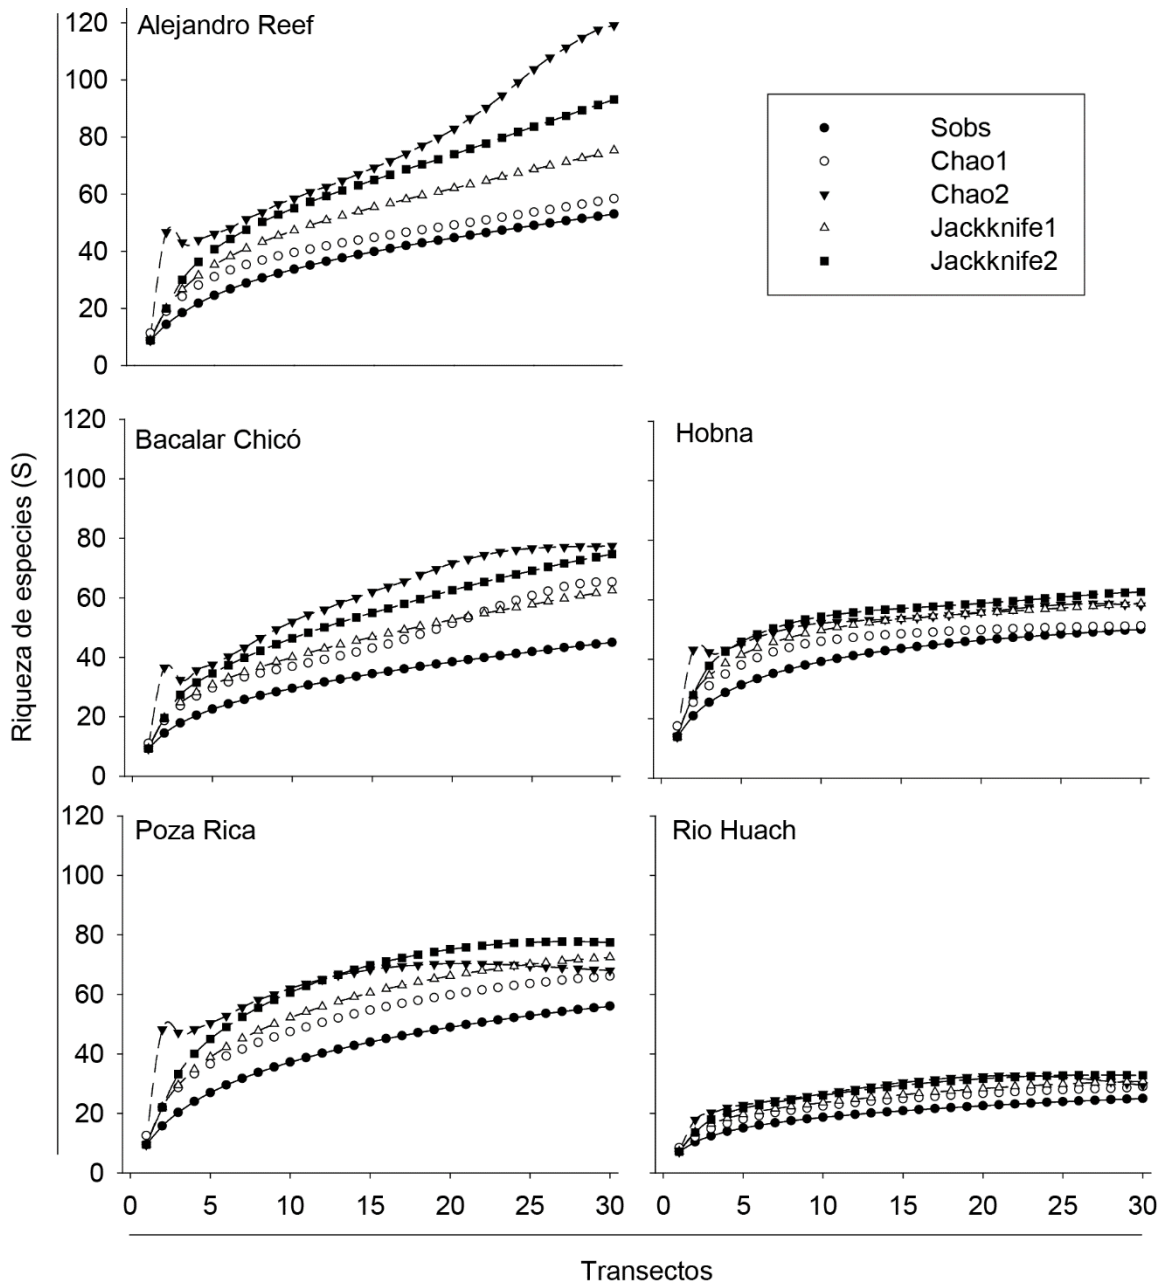 Alejandro Reef
120
100
80
60
40
20
0
Sobs
Chao1
Chao2
Jackknife1
Jackknife2
Riqueza de especies (S)
Bacalar Chicó
120
100
80
60
40
20
0
Hobna
Poza Rica
120
100
80
60
40
20
0
0 5 10 15 20 25 30
Rio Huach
0 5 10 15 20 25 30
Transectos